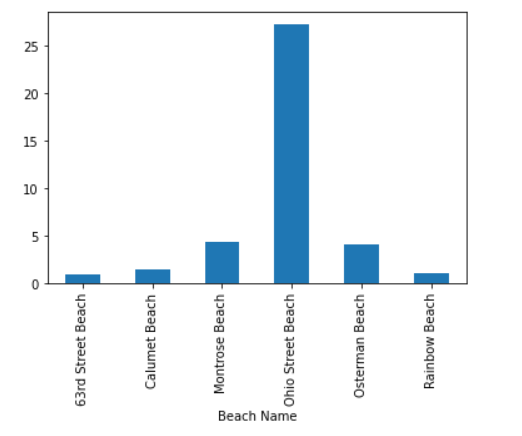 25
20
15
10
5
0
63rd Street Beach
Calumet Beach
Montrose Beach
Ohio Street Beach
Osterman Beach
Rainbow Beach
Beach Name